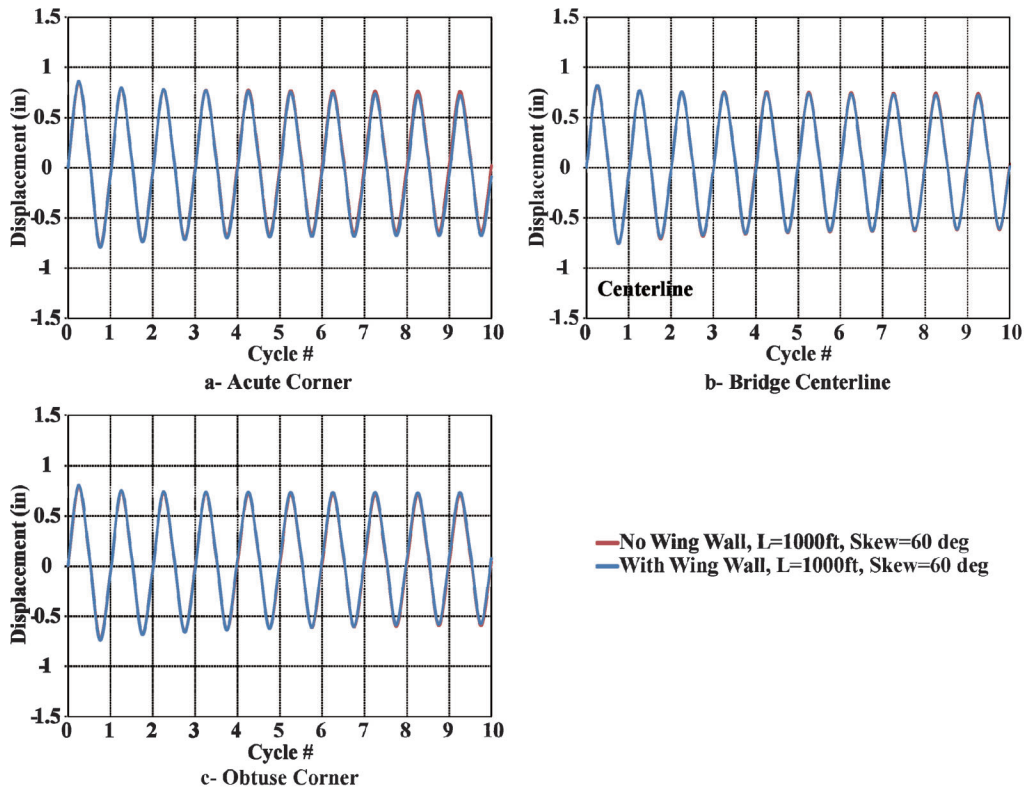 1.5
1
0.5
0
-0.5
-1
-1.5
Displacement (in)
0 1 2 3 4 5 6 7 8 9 10
Cycle #
a- Acute Corner
1.5
1
0.5
0
-0.5
-1
-1.5
Displacement (in)
Centerline
0 1 2 3 4 5 6 7 8 9 10
Cycle #
b- Bridge Centerline
1.5
1
0.5
0
-0.5
-1
-1.5
Displacement (in)
0 1 2 3 4 5 6 7 8 9 10
Cycle #
c- Obtuse Corner
No Wing Wall, L=1000ft, Skew=60 deg
With Wing Wall, L=1000ft, Skew=60 deg